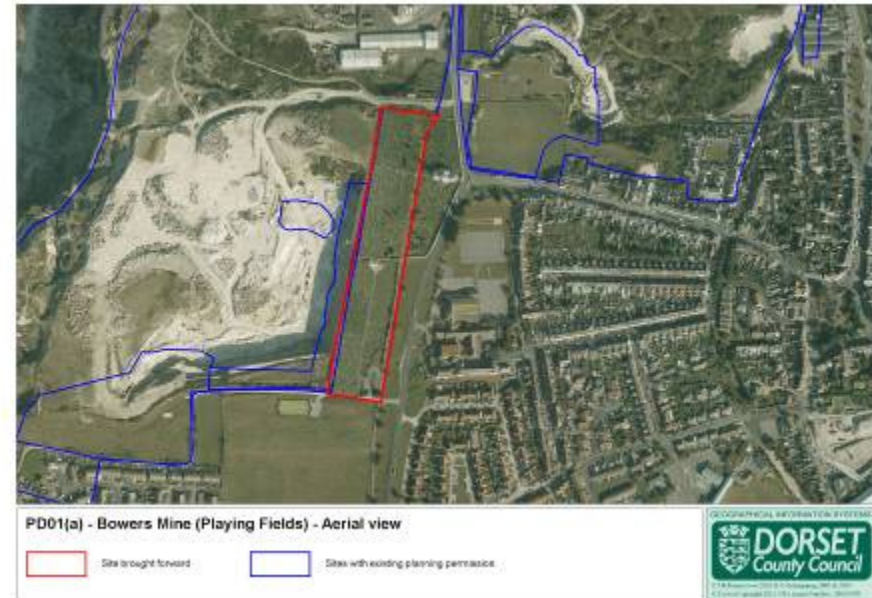 PD01(a) - Bowers Mine (Playing Fields) - Aerial view
Site brought forward
Sites with existing planning permission
GEOGRAPHICAL INFORMATION SYSTEMS
DORSET
County Council